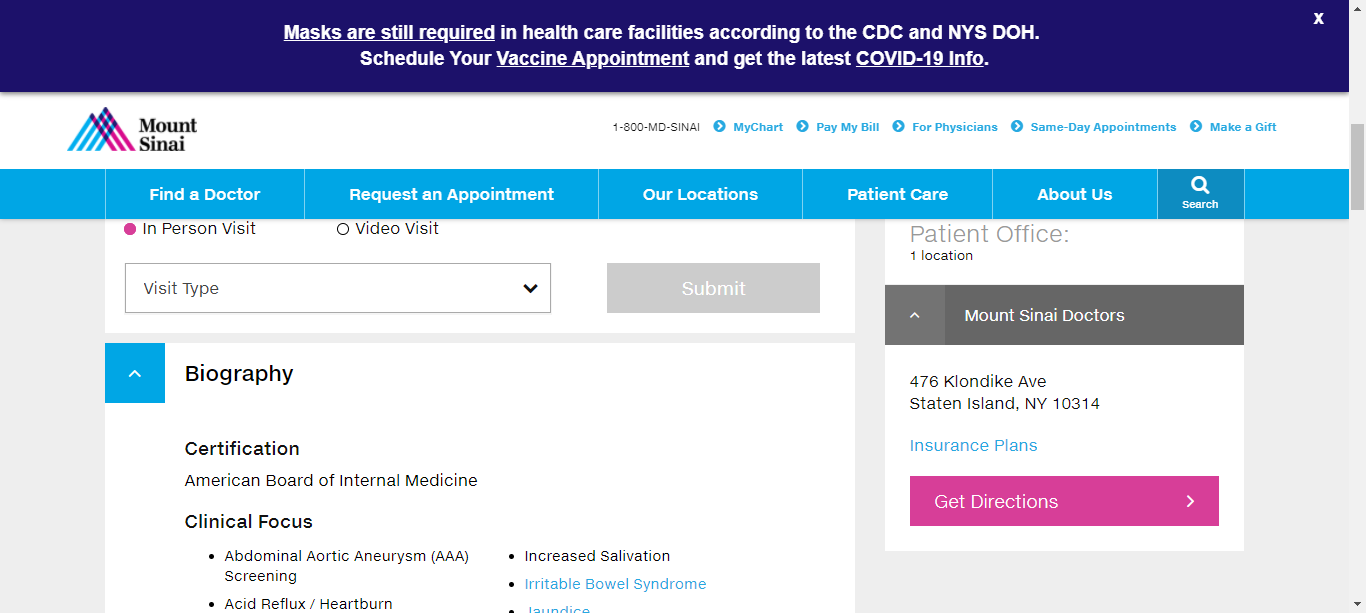 Masks are still required in health care facilities according to the CDC and NYS DOH.
Schedule Your Vaccine Appointment and get the latest COVID-19 Info.
X
Mount
Sinai
1-800-MD-SINAI
MyChart
Pay My Bill
For Physicians
Same-Day Appointments
Make a Gift
Find a Doctor
Request an Appointment
Our Locations
Patient Care
About Us
Search
In Person Visit
Video Visit
Visit Type
Submit
Biography
Certification
American Board of Internal Medicine
Clinical Focus
Abdominal Aortic Aneurysm (AAA)
Screening
Acid Reflux / Heartburn
Increased Salivation
Irritable Bowel Syndrome
Jaundice
Patient Office:
1 location
Mount Sinai Doctors
476 Klondike Ave
Staten Island, NY 10314
Insurance Plans
Get Directions